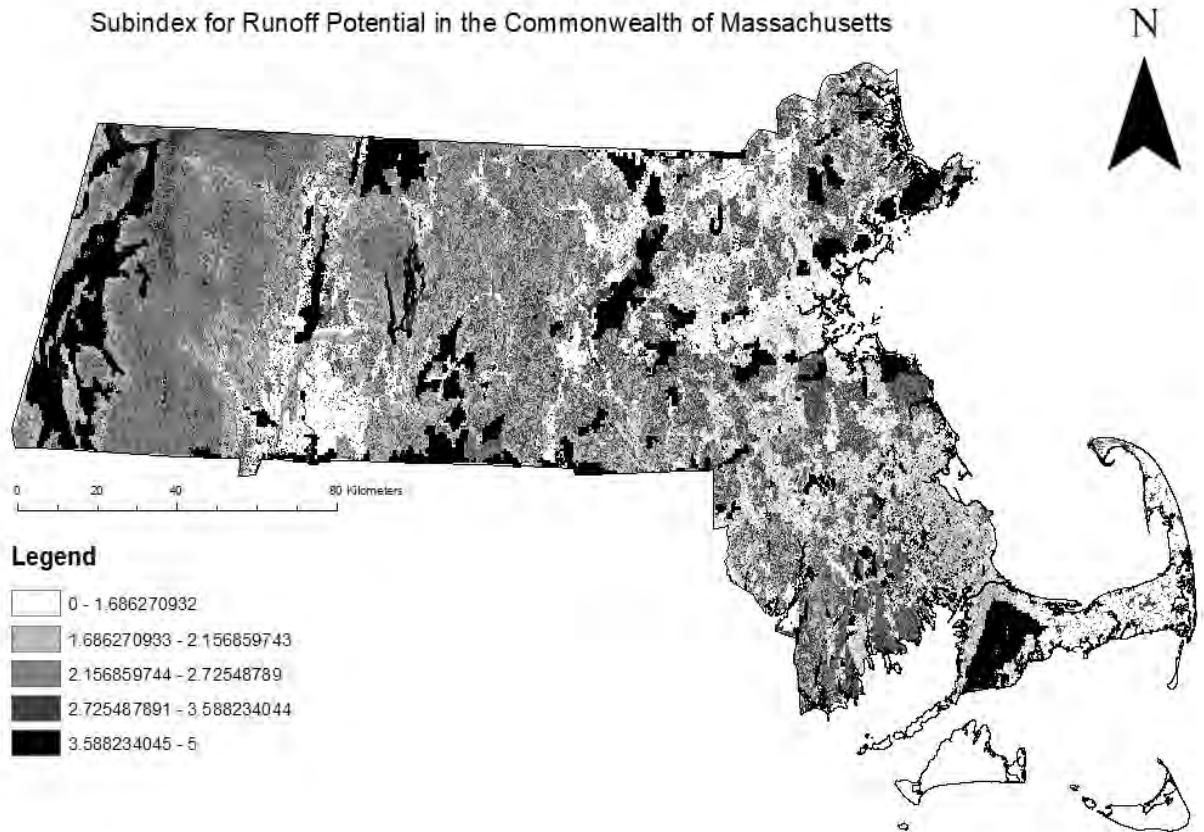 Subindex for Runoff Potential in the Commonwealth of Massachusetts
N
0 20 40 80 Kilometers
Legend
0 - 1.686270932
1.686270933 - 2.156859743
2.156859744 - 2.72548789
2.725487891 - 3.588234044
3.588234045 - 5